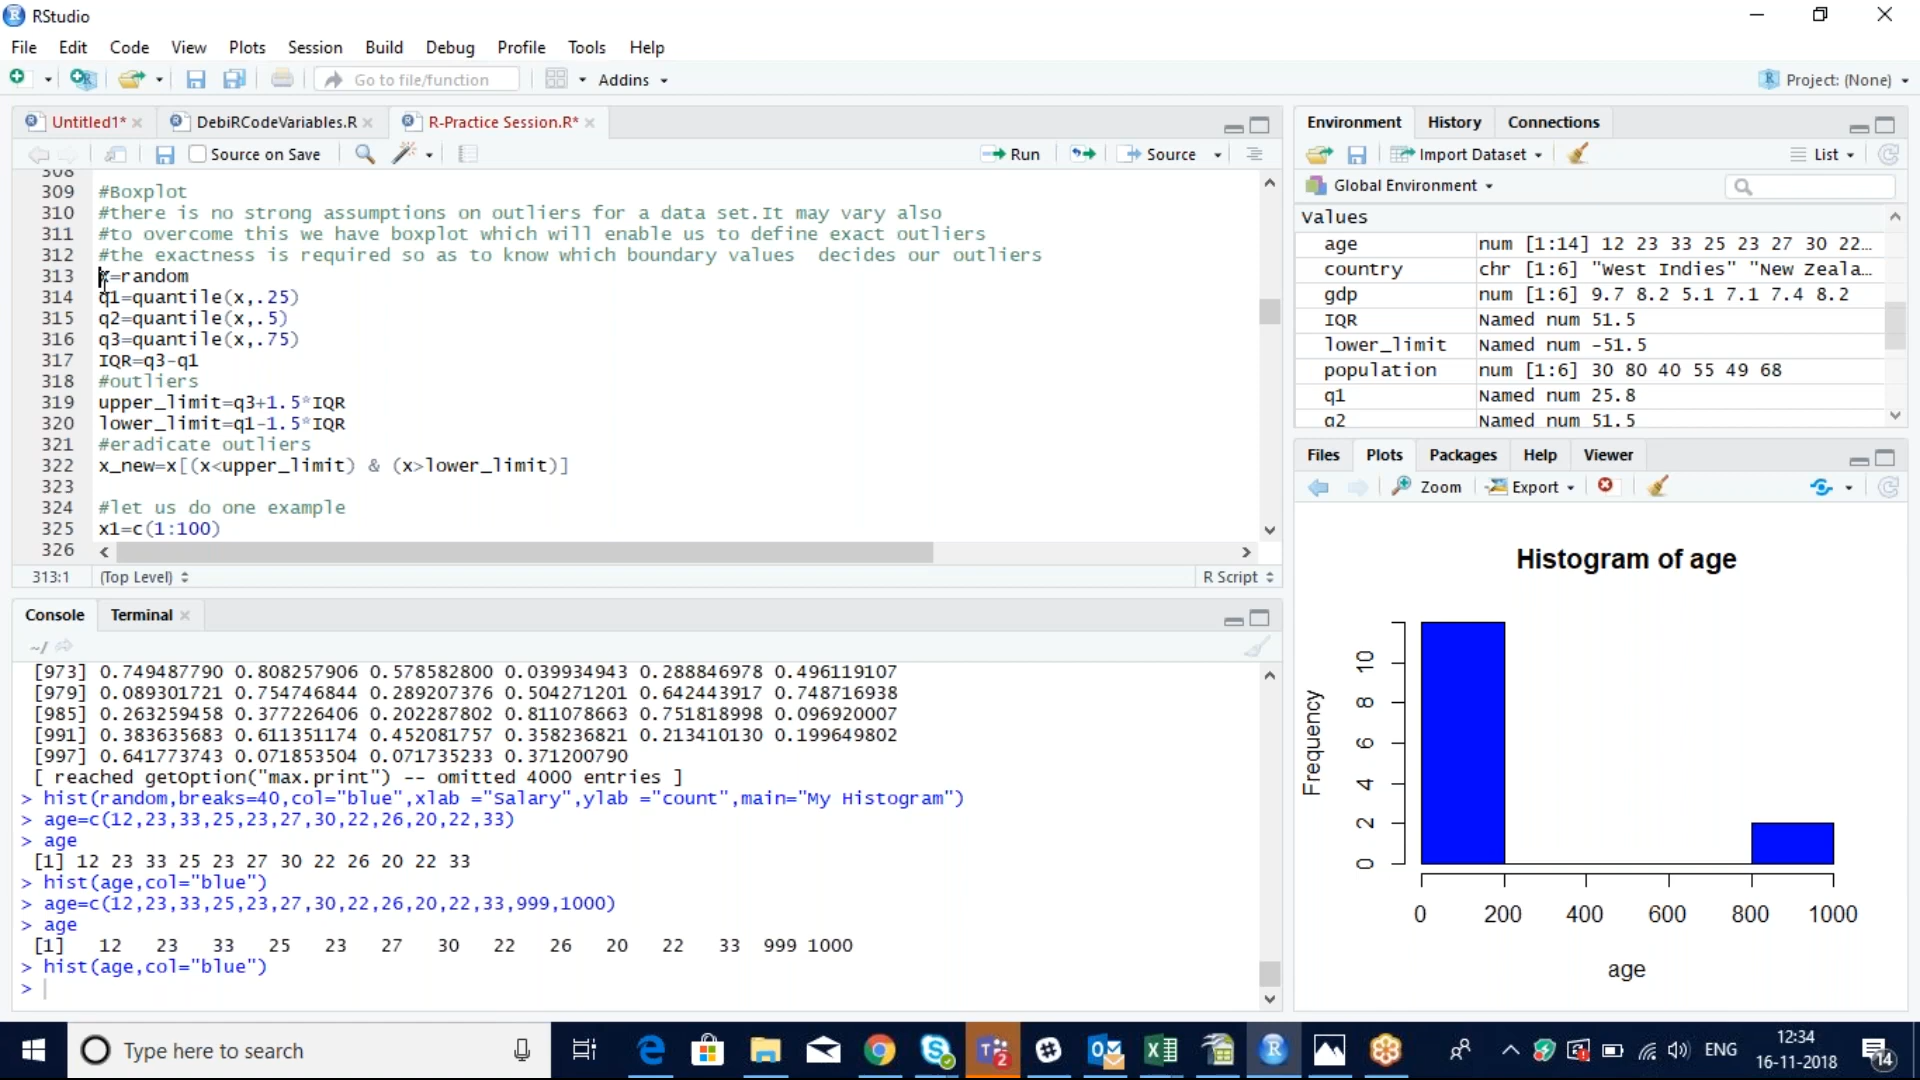 RStudio
File Edit Code View Plots Session Build Debug Profile Tools Help
Go to file/function Addins Project: (None)
Untitled1* DebiRCodeVariables.R R-Practice Session.R*
Source on Save Run Source
308
309 #Boxplot
310 #there is no strong assumptions on outliers for a data set.It may vary also
311 #to overcome this we have boxplot which will enable us to define exact outliers
312 #the exactness is required so as to know which boundary values  decides our outliers
313 x=random
314 q1=quantile(x,.25)
315 q2=quantile(x,.5)
316 q3=quantile(x,.75)
317 IQR=q3-q1
318 #outliers
319 upper_limit=q3+1.5*IQR
320 lower_limit=q1-1.5*IQR
321 #eradicate outliers
322 x_new=x[(x<upper_limit) & (x>lower_limit)]
323
324 #let us do one example
325 x1=c(1:100)
326
313:1 (Top Level) R Script
Console Terminal
~/
[973] 0.749487790 0.808257906 0.578582800 0.039934943 0.288846978 0.496119107
[979] 0.089301721 0.754746844 0.289207376 0.504271201 0.642443917 0.748716938
[985] 0.263259458 0.377226406 0.202287802 0.811078663 0.751818998 0.096920007
[991] 0.383635683 0.611351174 0.452081757 0.358236821 0.213410130 0.199649802
[997] 0.641773743 0.071853504 0.071735233 0.371200790
[ reached getOption("max.print") -- omitted 4000 entries ]
> hist(random,breaks=40,col="blue",xlab ="Salary",ylab ="count",main="My Histogram")
> age=c(12,23,33,25,23,27,30,22,26,20,22,33)
> age
[1] 12 23 33 25 23 27 30 22 26 20 22 33
> hist(age,col="blue")
> age=c(12,23,33,25,23,27,30,22,26,20,22,33,999,1000)
> age
[1] 12 23 33 25 23 27 30 22 26 20 22 33 999 1000
> hist(age,col="blue")
>
Environment History Connections
Import Dataset List
Global Environment
Values
age num [1:14] 12 23 33 25 23 27 30 22…
country chr [1:6] "West Indies" "New Zeala…
gdp num [1:6] 9.7 8.2 5.1 7.1 7.4 8.2
IQR Named num 51.5
lower_limit Named num -51.5
population num [1:6] 30 80 40 55 49 68
q1 Named num 25.8
q2 Named num 51.5
Files Plots Packages Help Viewer
Zoom Export
Histogram of age
Frequency
0 2 4 6 8 10
0 200 400 600 800 1000
age
Type here to search
ENG
12:34
16-11-2018
14